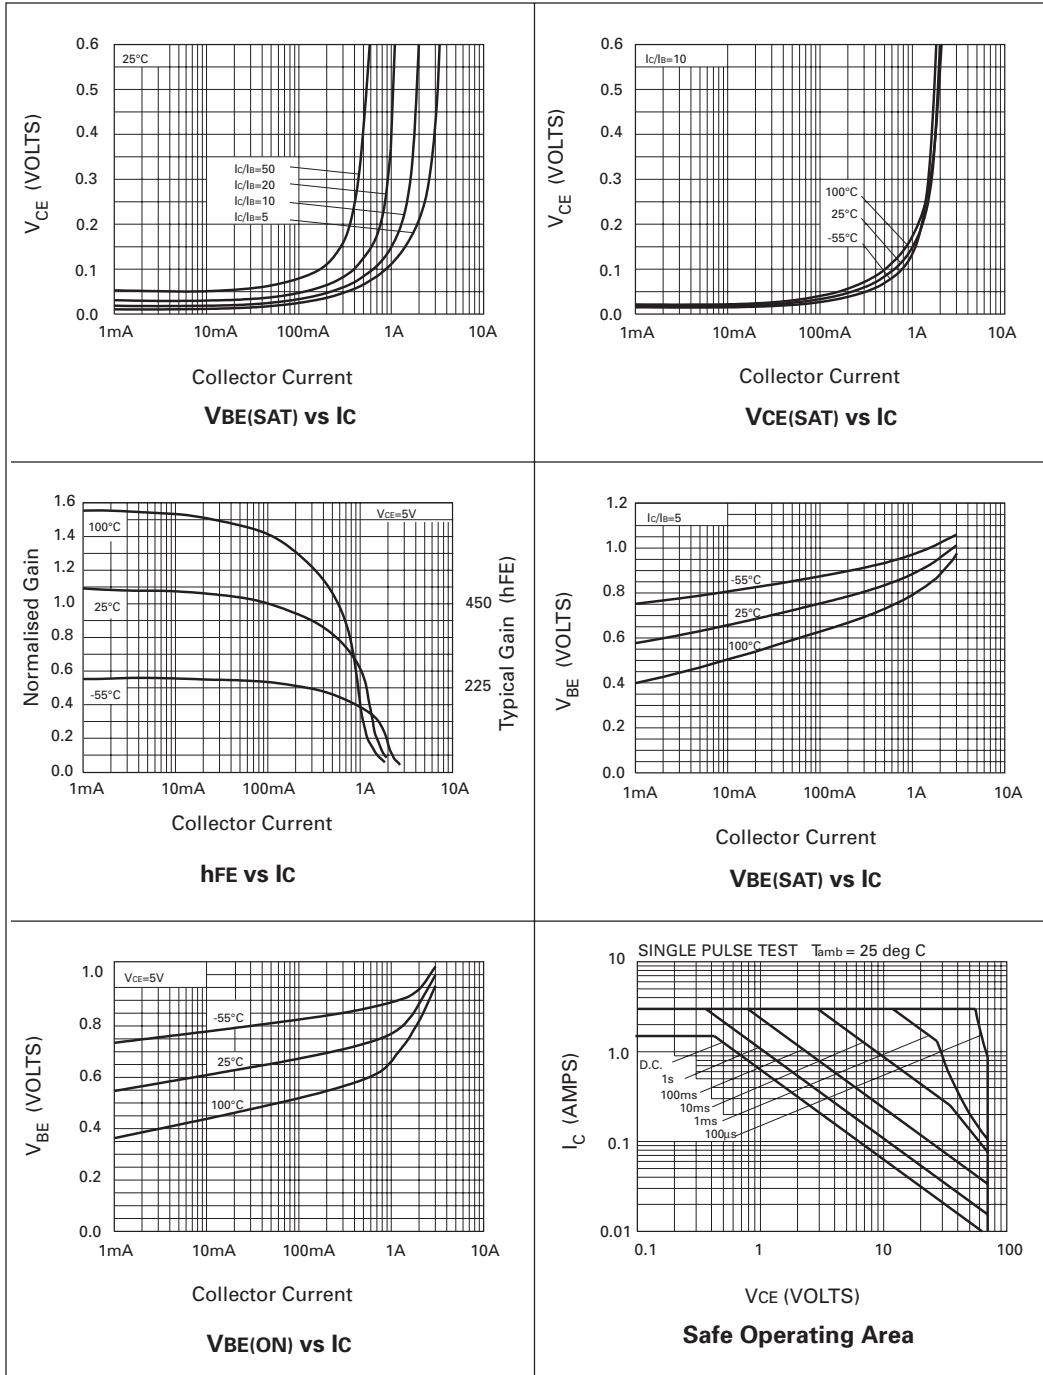 0.6
25°C
0.5
0.4
0.3
0.2
0.1
0.0
VCE (VOLTS)
IC/IB=50
IC/IB=20
IC/IB=10
IC/IB=5
1mA 10mA 100mA 1A 10A
Collector Current
VBE(SAT) vs IC
0.6
IC/IB=10
0.5
0.4
0.3
0.2
0.1
0.0
VCE (VOLTS)
100°C
25°C
-55°C
1mA 10mA 100mA 1A 10A
Collector Current
VCE(SAT) vs IC
1.6
1.4
1.2
1.0
0.8
0.6
0.4
0.2
0.0
Normalised Gain
VCE=5V
100°C
25°C
-55°C
450
225
Typical Gain (hFE)
1mA 10mA 100mA 1A 10A
Collector Current
hFE vs IC
1.2
1.0
0.8
0.6
0.4
0.2
0.0
VBE (VOLTS)
IC/IB=5
-55°C
25°C
100°C
1mA 10mA 100mA 1A 10A
Collector Current
VBE(SAT) vs IC
1.0
0.8
0.6
0.4
0.2
0.0
VBE (VOLTS)
VCE=5V
-55°C
25°C
100°C
1mA 10mA 100mA 1A 10A
Collector Current
VBE(ON) vs IC
SINGLE PULSE TEST Tamb = 25 deg C
10
1.0
0.1
0.01
IC (AMPS)
D.C.
1s
100ms
10ms
1ms
100µs
0.1 1 10 100
VCE (VOLTS)
Safe Operating Area